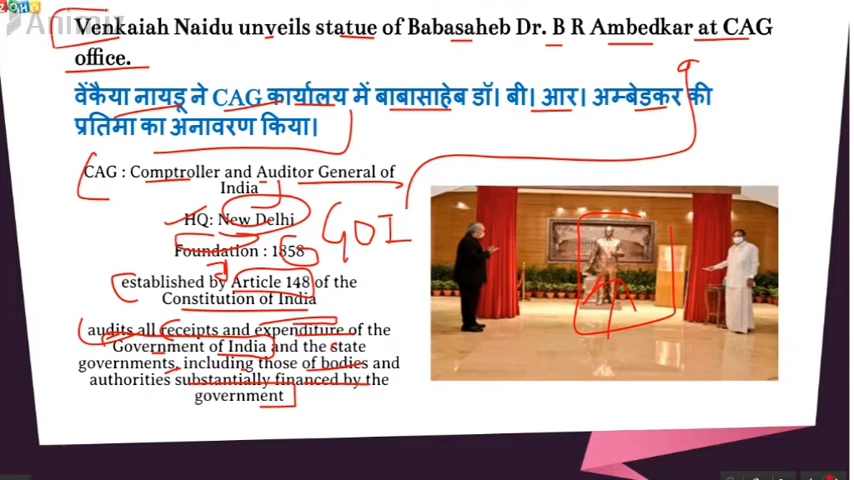 Animiz
Venkaiah Naidu unveils statue of Babasaheb Dr. B R Ambedkar at CAG
office.
वेंकैया नायडू ने CAG कार्यालय में बाबासाहेब डॉ। बी। आर। अम्बेडकर की
प्रतिमा का अनावरण किया।
CAG : Comptroller and Auditor General of
India
HQ: New Delhi
GOI
Foundation : 1858
established by Article 148 of the
Constitution of India
audits all receipts and expenditure of the
Government of India and the state
governments, including those of bodies and
authorities substantially financed by the
government